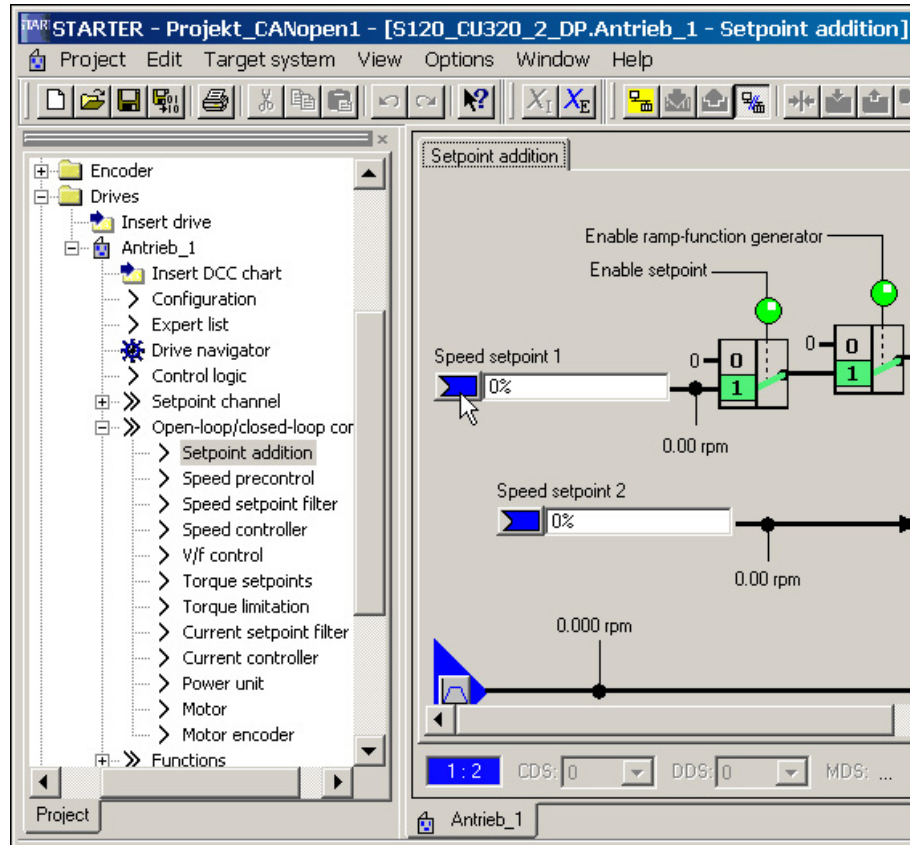 STARTER - Projekt_CANopen1 - [S120_CU320_2_DP.Antrieb_1 - Setpoint addition]
Project Edit Target system View Options Window Help
Setpoint addition
Encoder
Drives
Insert drive
Antrieb_1
Insert DCC chart
Configuration
Expert list
Drive navigator
Control logic
Setpoint channel
Open-loop/closed-loop cor
Setpoint addition
Speed precontrol
Speed setpoint filter
Speed controller
V/f control
Torque setpoints
Torque limitation
Current setpoint filter
Current controller
Power unit
Motor
Motor encoder
Functions
Project
Enable ramp-function generator
Enable setpoint
Speed setpoint 1
0%
0 0
1
0 0
1
0.00 rpm
Speed setpoint 2
0%
0.00 rpm
0.000 rpm
1 : 2 CDS: 0 DDS: 0 MDS: ...
Antrieb_1